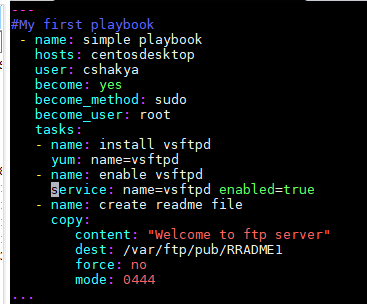 ---
#My first playbook
 - name: simple playbook
   hosts: centosdesktop
   user: cshakya
   become: yes
   become_method: sudo
   become_user: root
   tasks:
   - name: install vsftpd
     yum: name=vsftpd
   - name: enable vsftpd
     service: name=vsftpd enabled=true
   - name: create readme file
     copy:
        content: "Welcome to ftp server"
        dest: /var/ftp/pub/RRADME1
        force: no
        mode: 0444
...